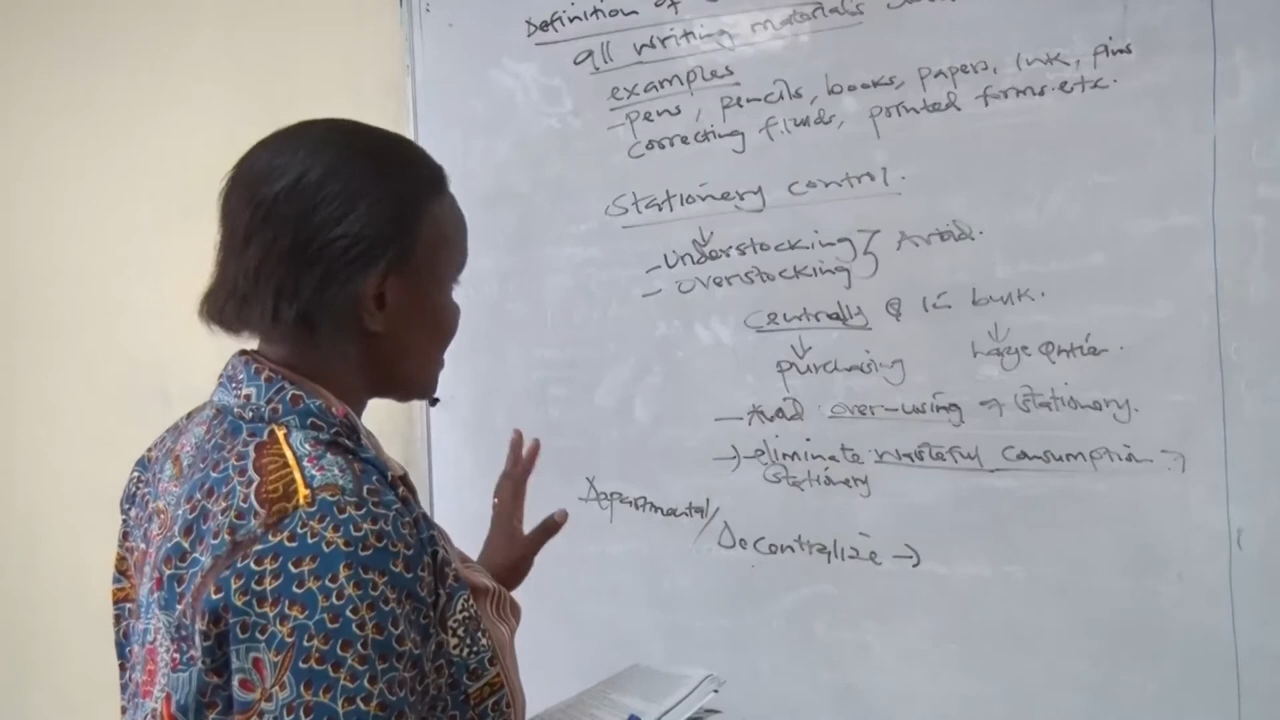 Definition of
all writing materials
examples
- pens, pencils, books, papers, ink, pins
correcting fluids, printed forms.etc.
Stationery control.
- Understocking } Avoid.
- Overstocking
Centrally & in bulk.
purchasing
large
- Avoid over-using of Stationary.
-) - eliminate wasteful consumption of
Stationery
Departmental/
Decentralize →